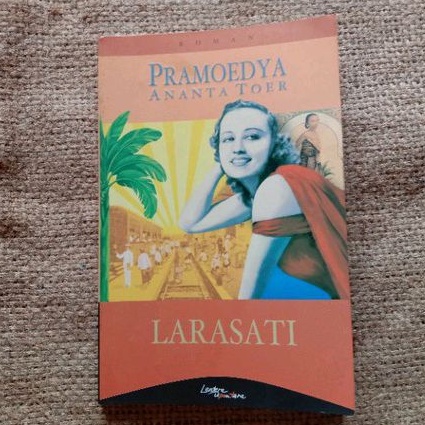 ROMAN
PRAMOEDYA
ANANTA TOER
LARASATI
Lentera
Dipantara